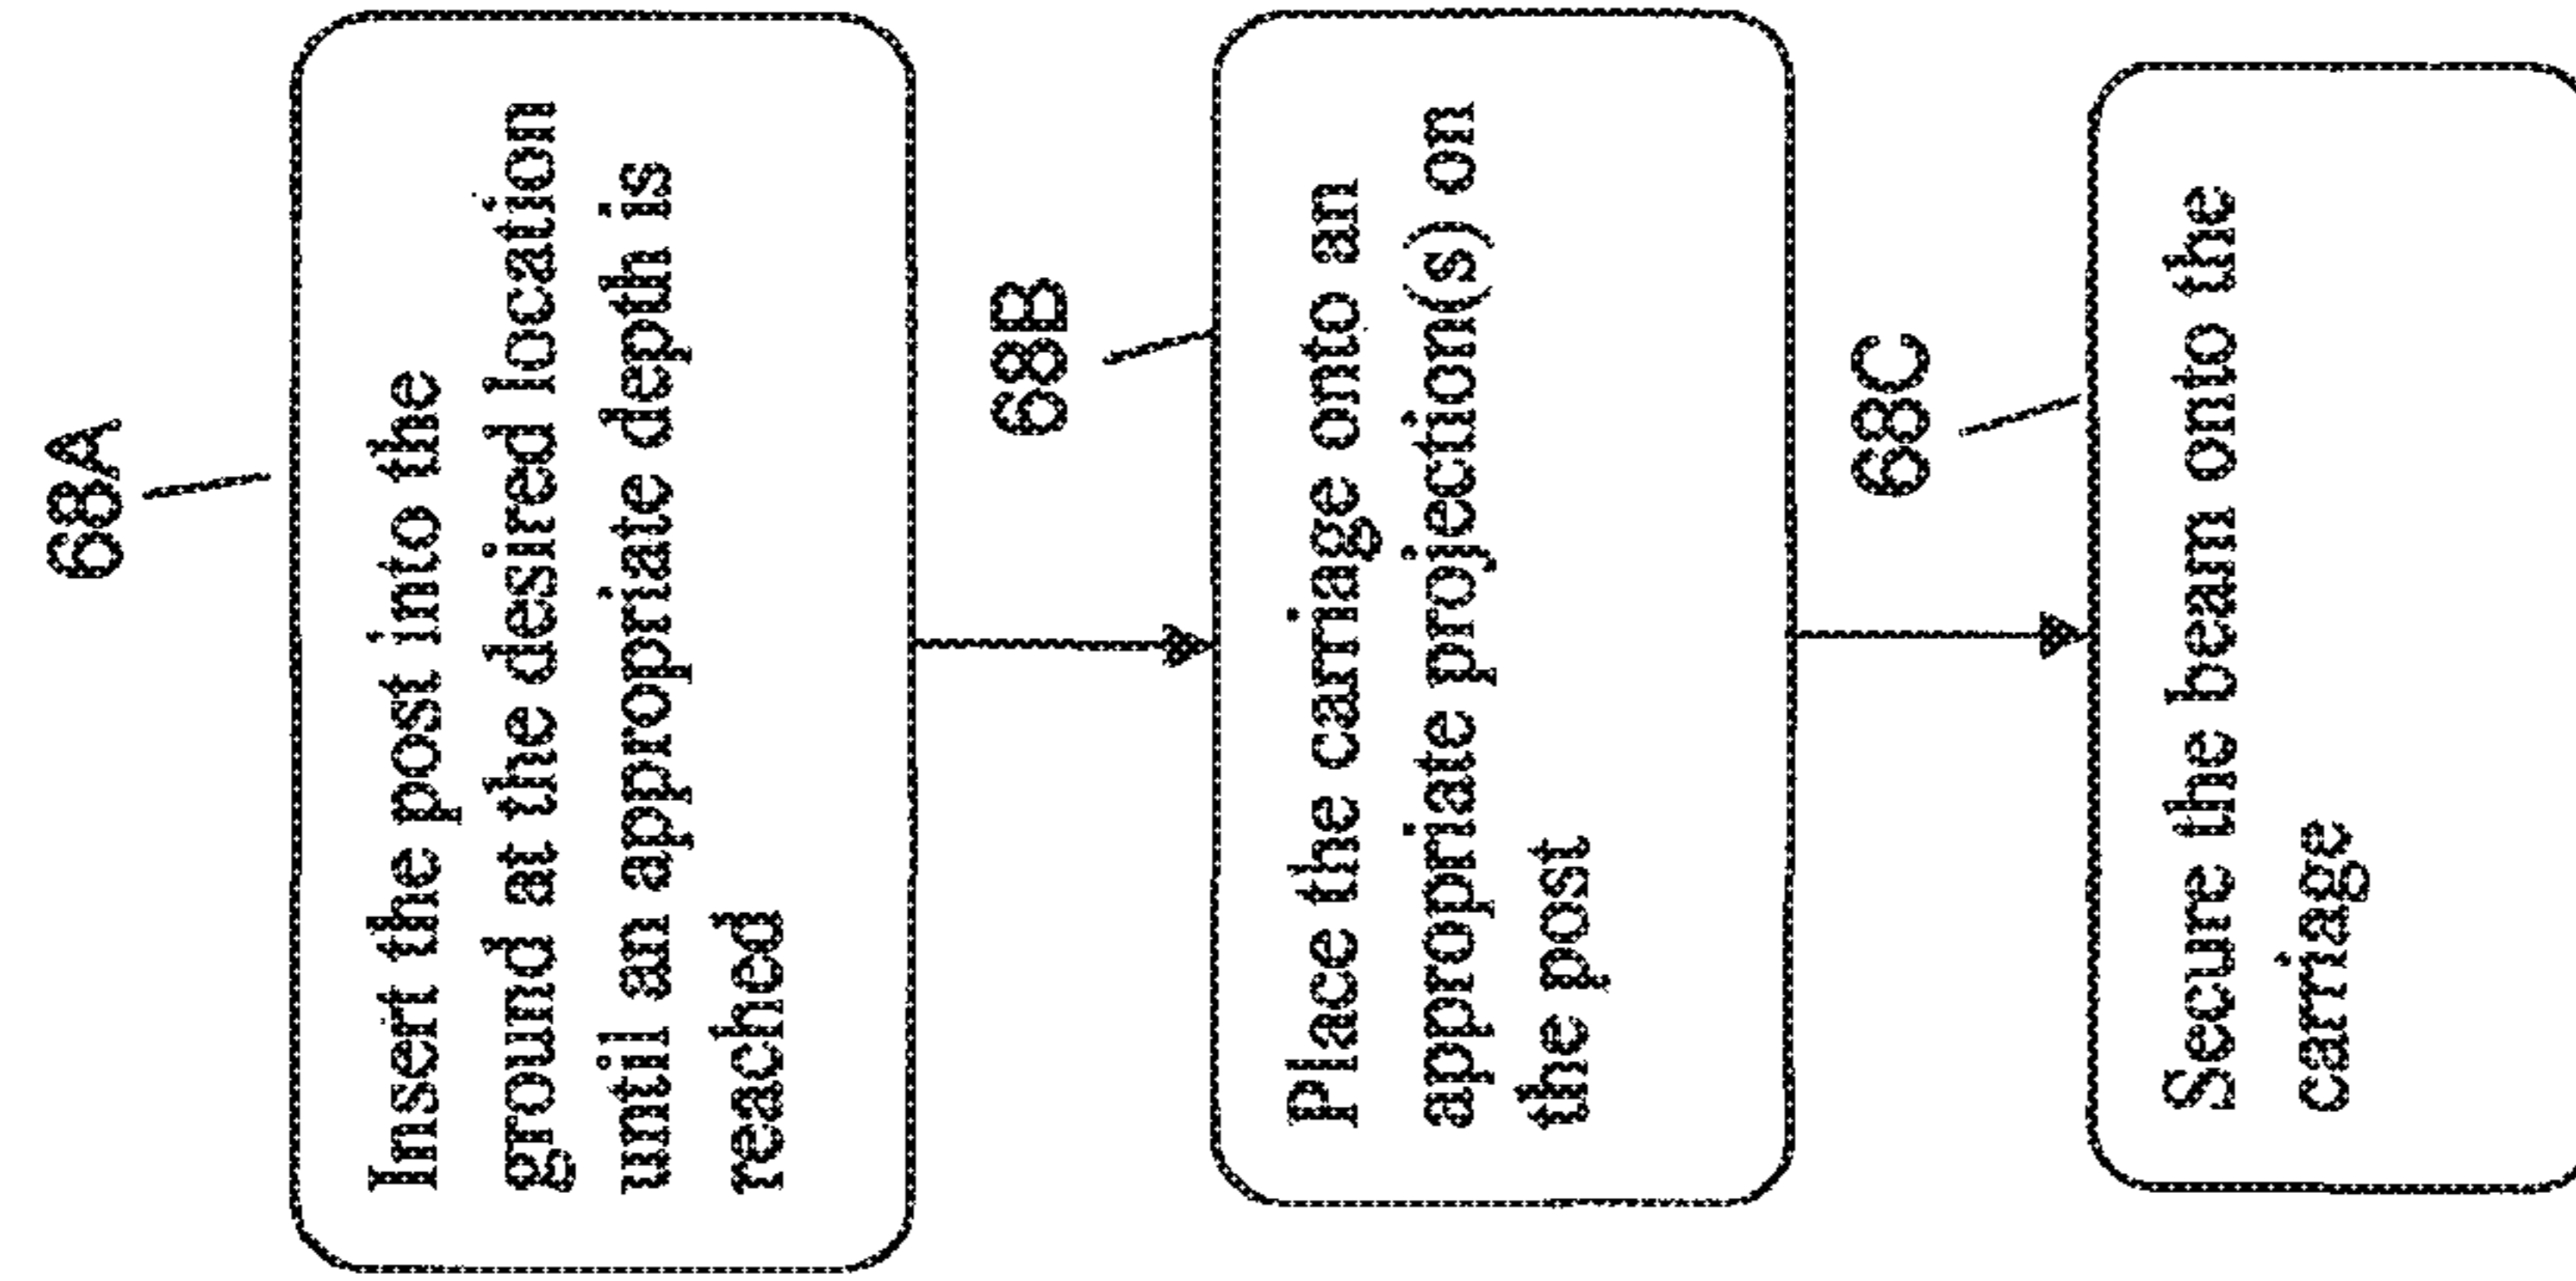 68A
Insert the post into the
ground at the desired location
until an appropriate depth is
reached
68B
Place the carriage onto an
appropriate projection(s) on
the post
68C
Secure the beam onto the
carriage